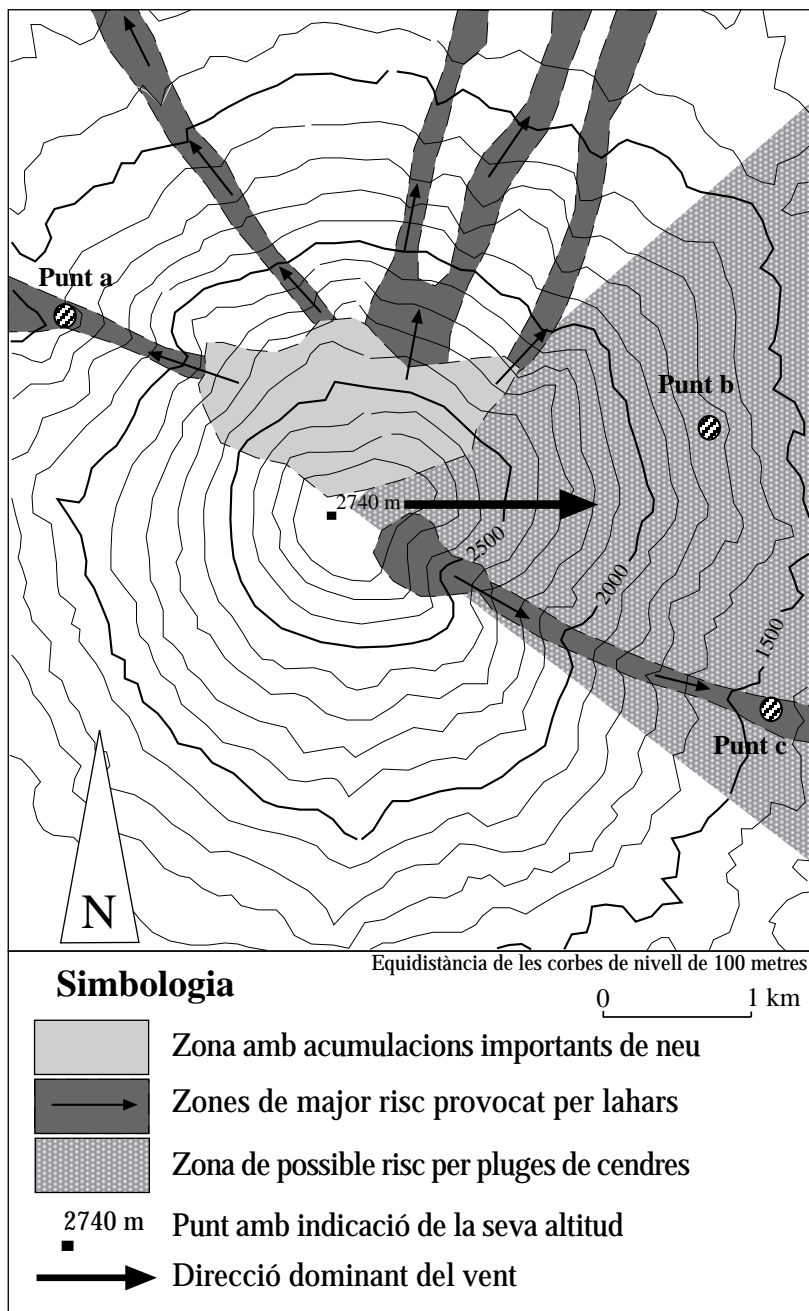 Punt a
Punt b
2740 m
2500
2000
1500
Punt c
N
Equidistància de les corbes de nivell de 100 metres
Simbologia
0 1 km
Zona amb acumulacions importants de neu
Zones de major risc provocat per lahars
Zona de possible risc per pluges de cendres
2740 m Punt amb indicació de la seva altitud
Direcció dominant del vent